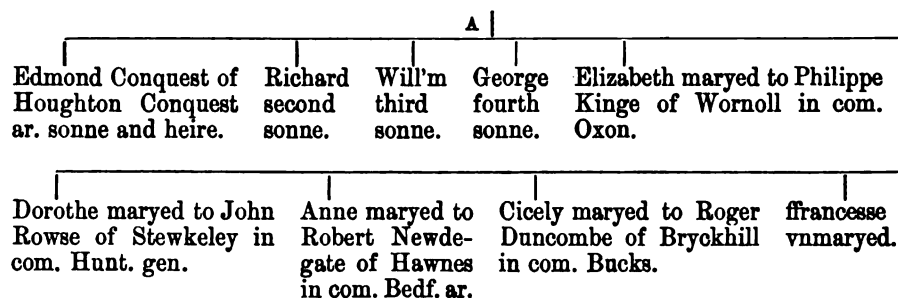 A
Edmond Conquest of
Houghton Conquest
ar. sonne and heire.
Richard
second
sonne.
Will'm
third
sonne.
George
fourth
sonne.
Elizabeth maryed to Philippe
Kinge of Wornoll in com.
Oxon.
Dorothe maryed to John
Rowse of Stewkeley in
com. Hunt. gen.
Anne maryed to
Robert Newde-
gate of Hawnes
in com. Bedf. ar.
Cicely maryed to Roger
Duncombe of Bryckhill
in com. Bucks.
ffrancesse
vnmaryed.